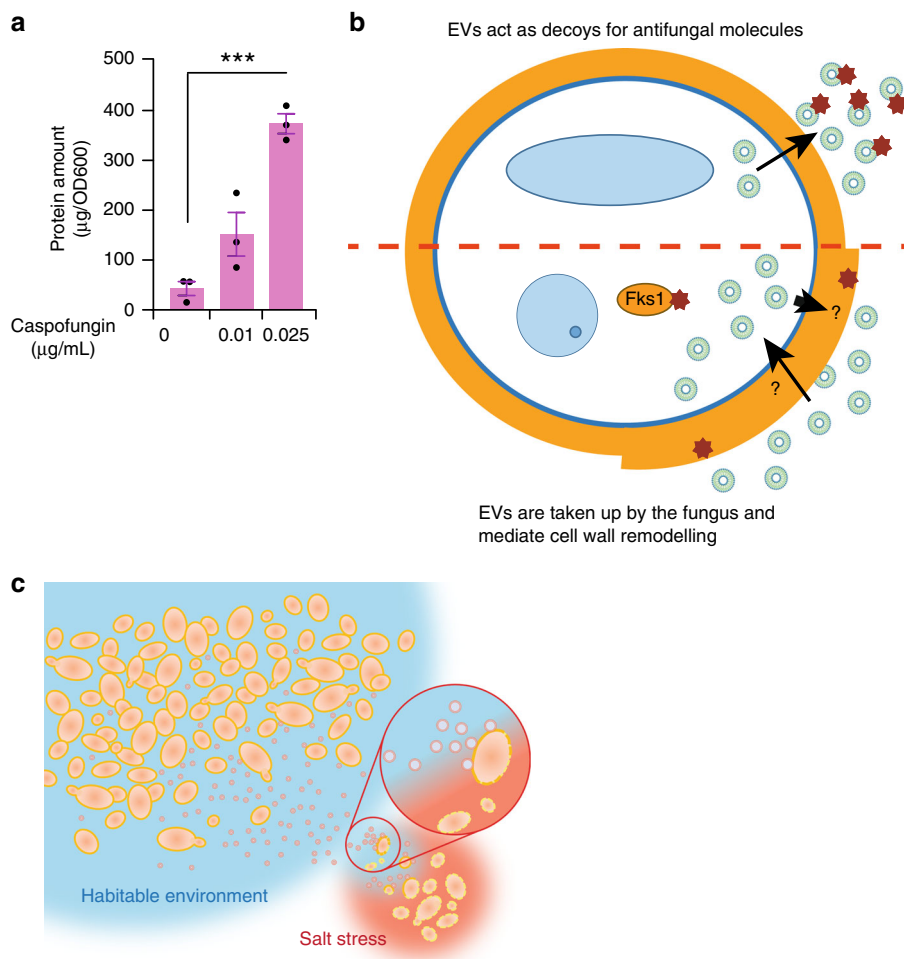 a
***
500
400
300
200
100
0
Protein amount
(μg/OD600)
Caspofungin
(μg/mL)
0
0.01
0.025
b
EVs act as decoys for antifungal molecules
Fks1
?
?
EVs are taken up by the fungus and
mediate cell wall remodelling
c
Habitable environment
Salt stress